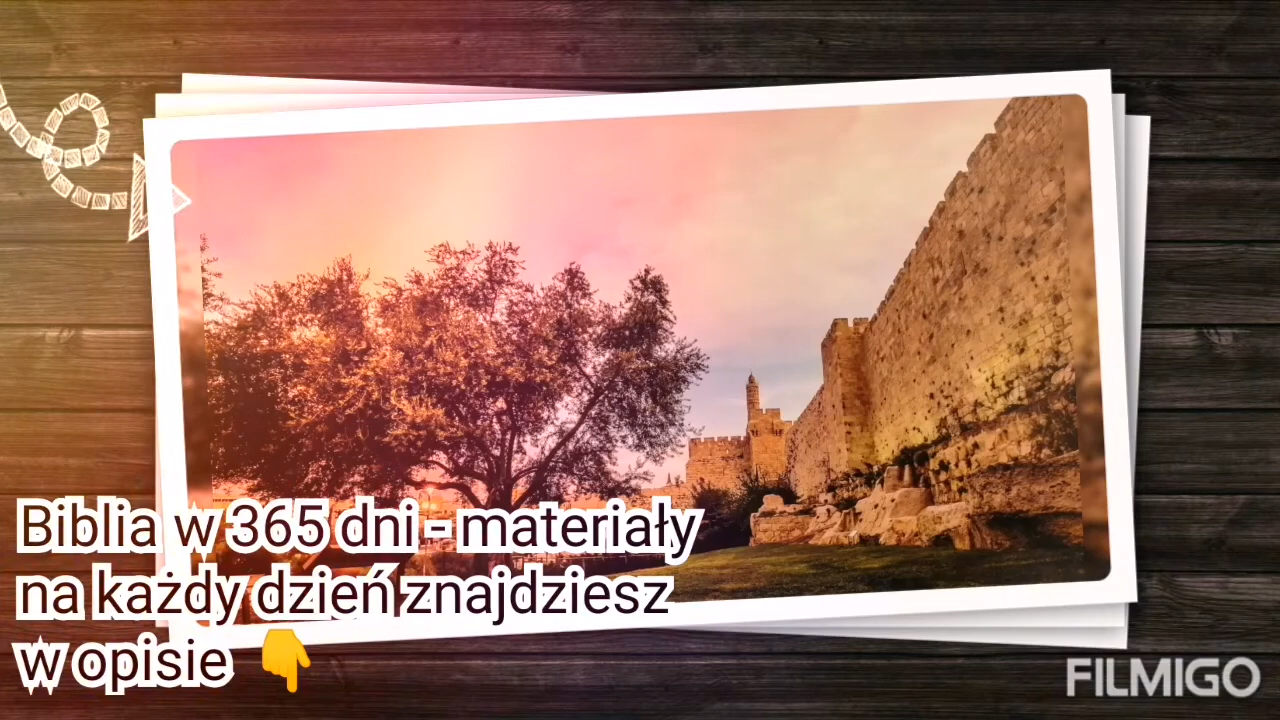 Biblia w 365 dni - materiały
na każdy dzień znajdziesz
w opisie 👇
FILMIGO